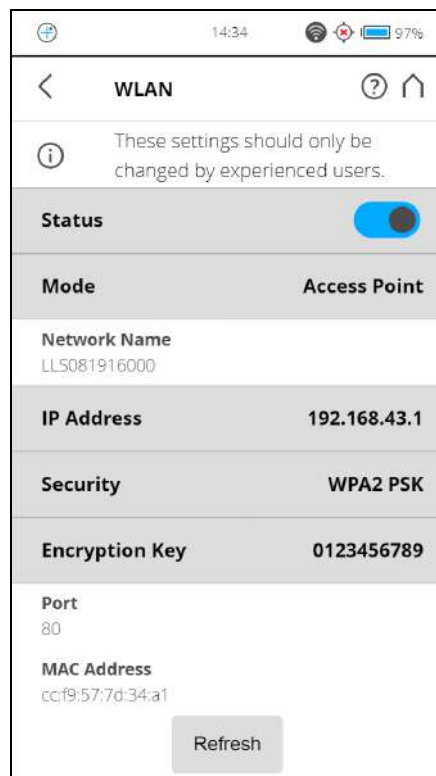 14:34 97%
WLAN
These settings should only be
changed by experienced users.
Status
Mode Access Point
Network Name
LLS081916000
IP Address 192.168.43.1
Security WPA2 PSK
Encryption Key 0123456789
Port
80
MAC Address
cc:f9:57:7d:34:a1
Refresh